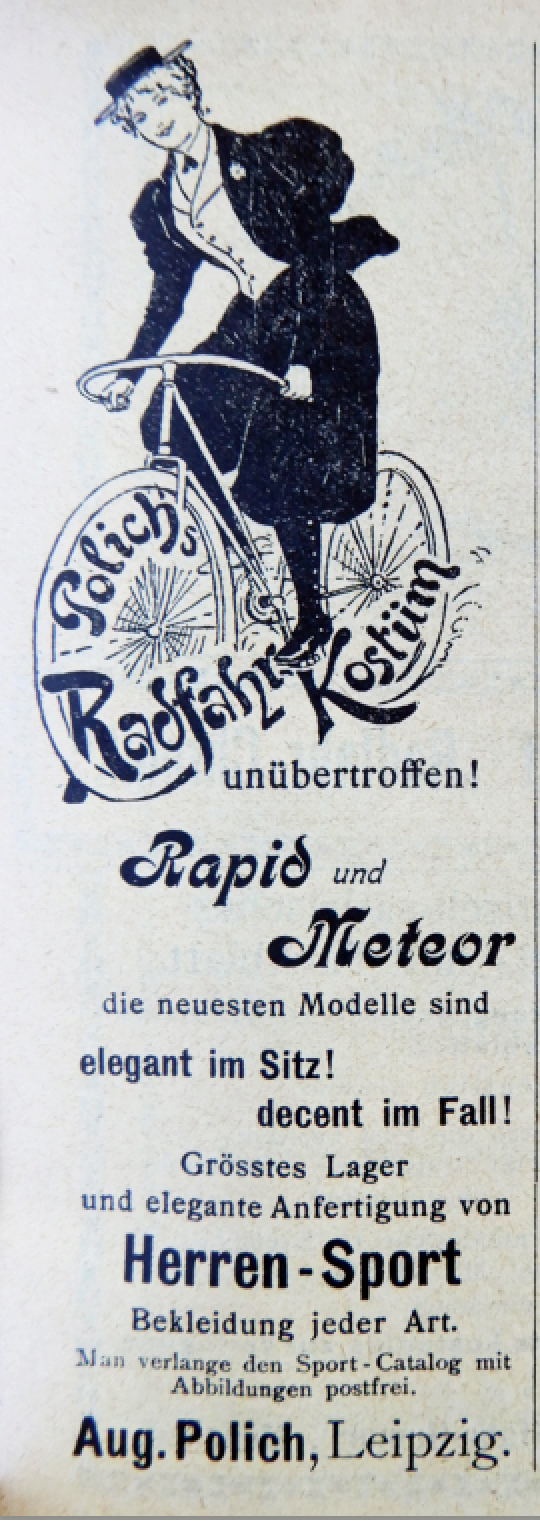 Polich's
Radfahr Kostüm
unübertroffen!
Rapid und
Meteor
die neuesten Modelle sind
elegant im Sitz!
decent im Fall!
Grösstes Lager
und elegante Anfertigung von
Herren-Sport
Bekleidung jeder Art.
Man verlange den Sport-Catalog mit
Abbildungen postfrei.
Aug. Polich, Leipzig.